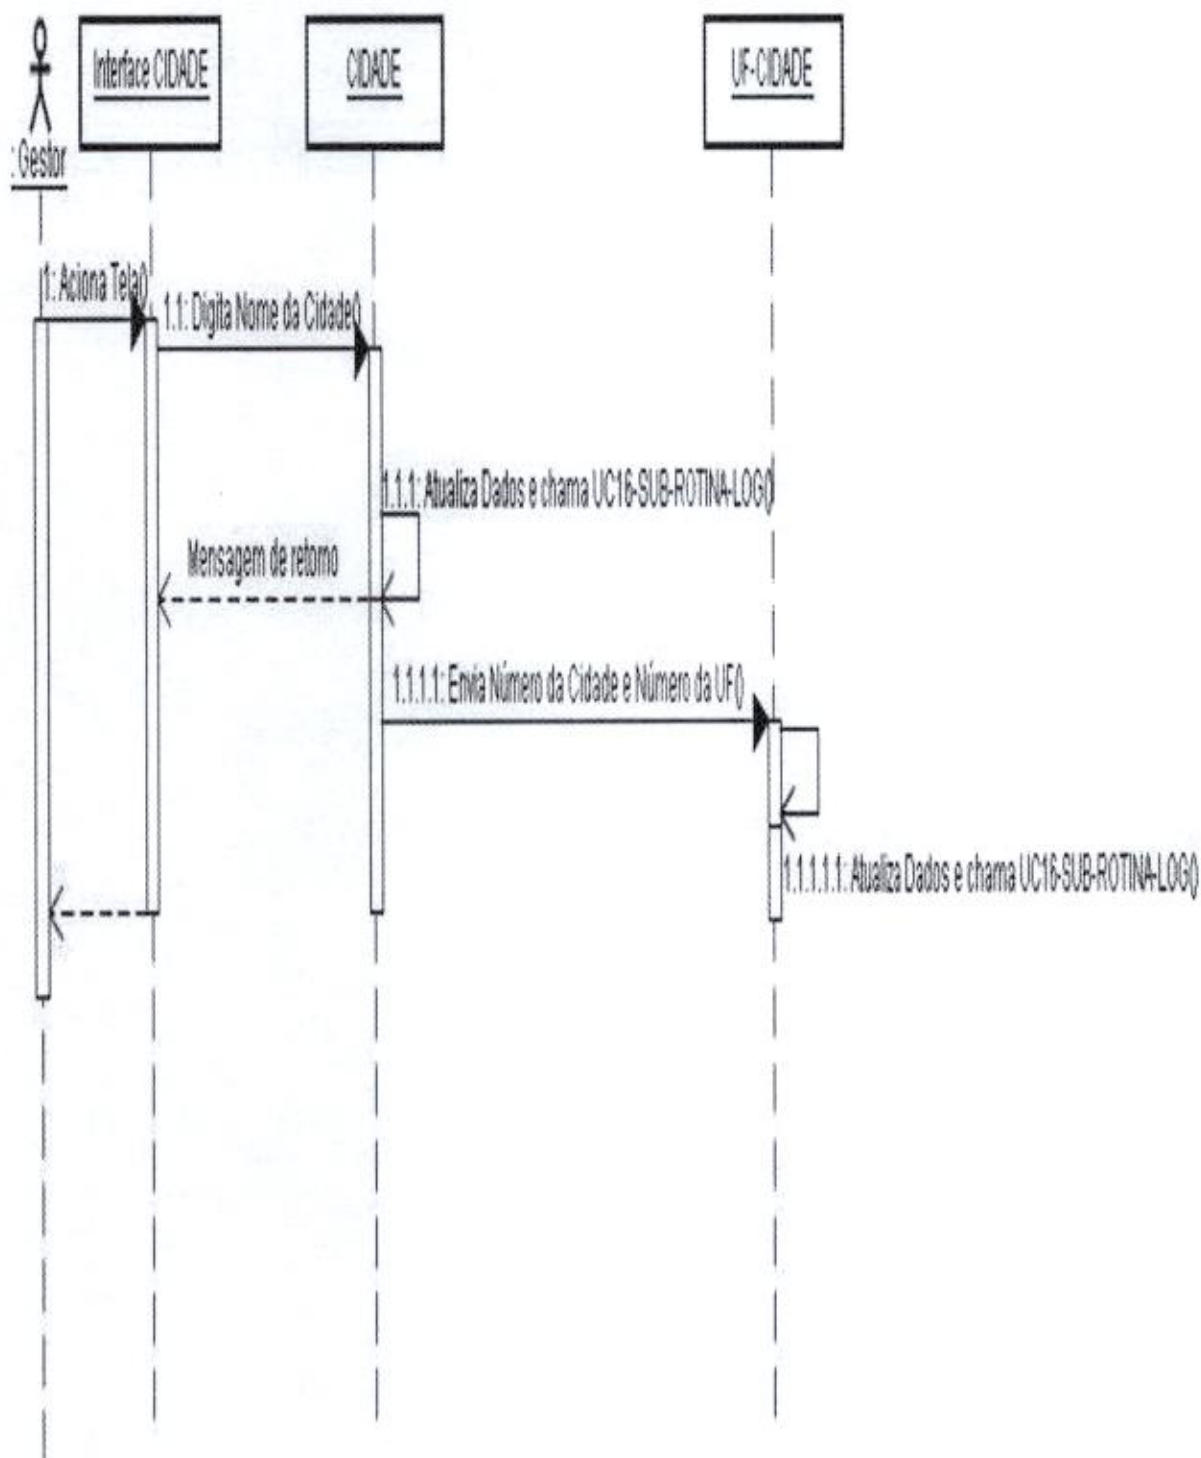 Interface CIDADE
CIDADE
UF-CIDADE
: Gestor
1: Aciona Tela()
1.1: Digita Nome da Cidade()
1.1.1: Atualiza Dados e chama UC16-SUB-ROTINA-LOG()
Mensagem de retorno
1.1.1.1: Envia Número da Cidade e Número da UF()
1.1.1.1.1: Atualiza Dados e chama UC16-SUB-ROTINA-LOG()